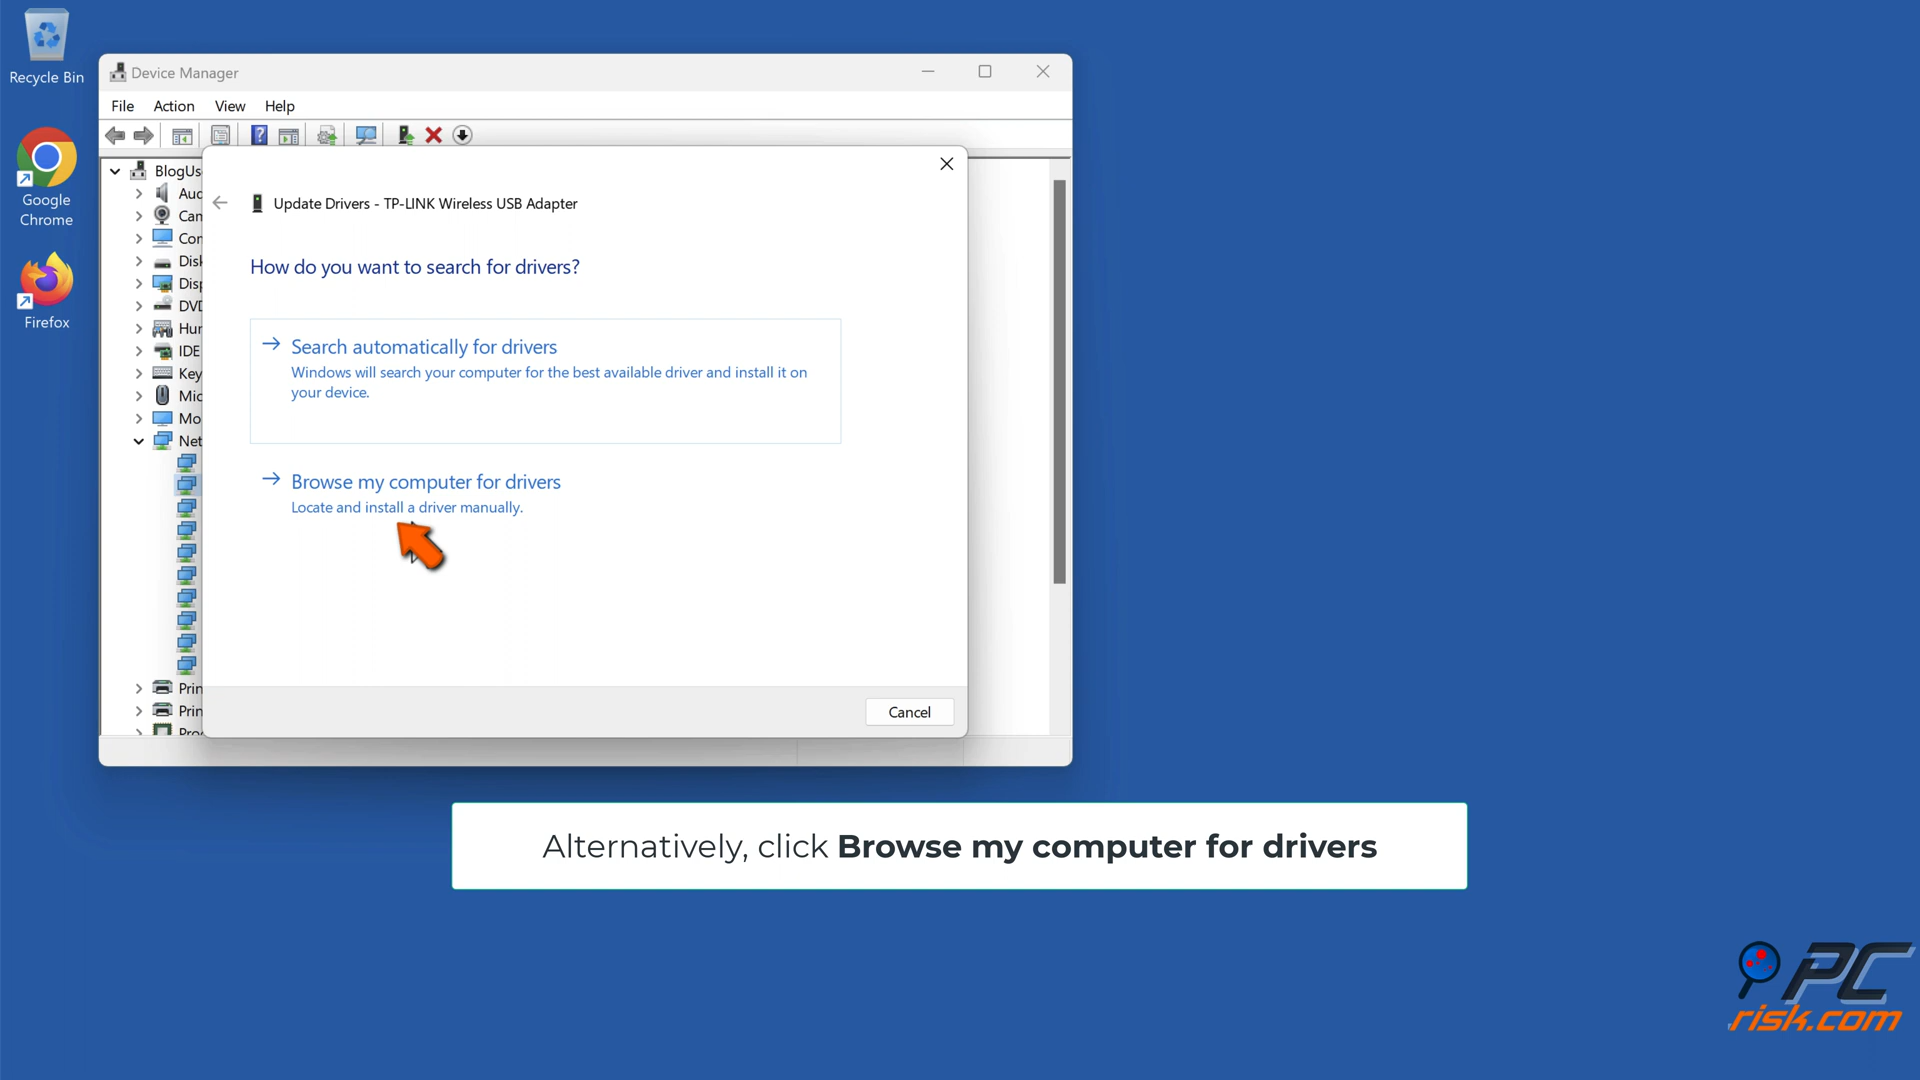 Recycle Bin
Google
Chrome
Firefox
Device Manager
File Action View Help
BlogUs
Aud
Can
Con
Disk
Disp
DVD
Hur
IDE
Key
Mic
Mo
Net
Prin
Prin
Pro
Update Drivers - TP-LINK Wireless USB Adapter
How do you want to search for drivers?
Search automatically for drivers
Windows will search your computer for the best available driver and install it on
your device.
Browse my computer for drivers
Locate and install a driver manually.
Cancel
Alternatively, click Browse my computer for drivers
PC
risk.com